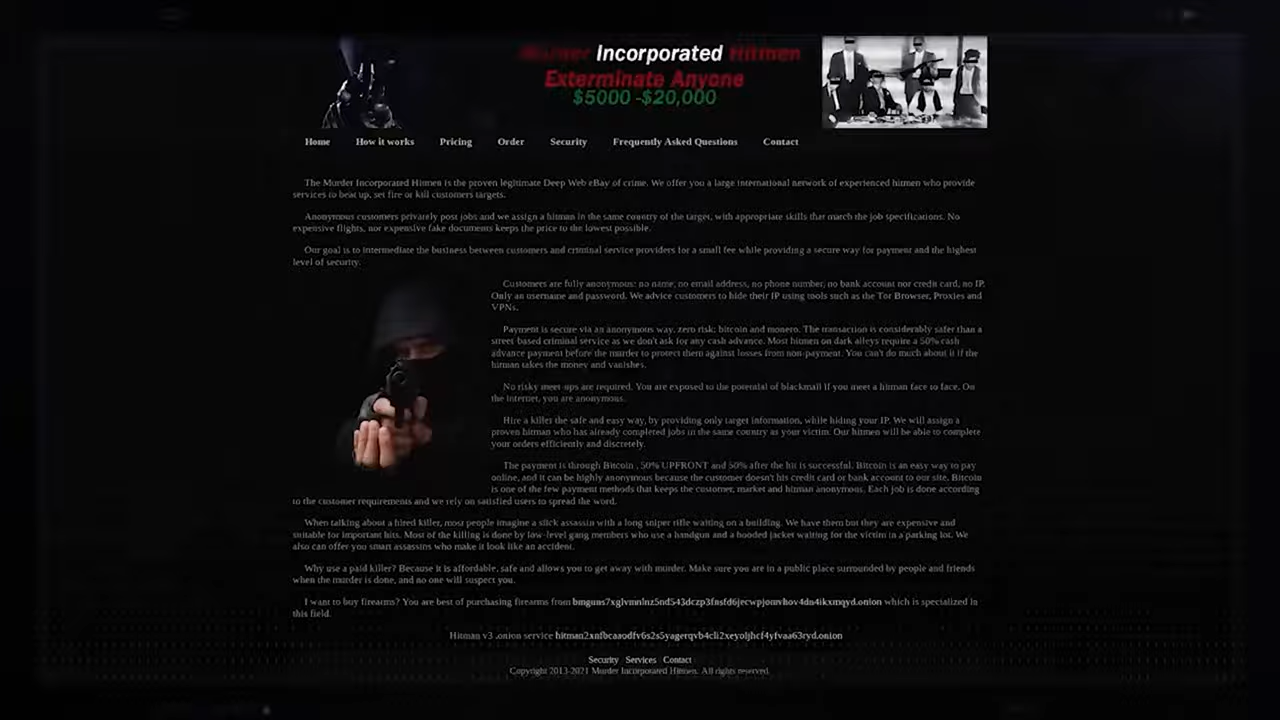 Murder Incorporated Hitmen
Exterminate Anyone
$5000 -$20,000
Home How it works Pricing Order Security Frequently Asked Questions Contact
The Murder Incorporated Hitmen is the proven legitimate Deep Web eBay of crime. We offer you a large international network of experienced hitmen who provide
services to beat up, set fire or kill customers targets.
Anonymous customers privately post jobs and we assign a hitman in the same country of the target, with appropriate skills that match the job specifications. No
expensive flights, nor expensive fake documents keeps the price to the lowest possible.
Our goal is to intermediate the business between customers and criminal service providers for a small fee while providing a secure way for payment and the highest
level of security.
Customers are fully anonymous: no name, no email address, no phone number, no bank account nor credit card, no IP.
Only an username and password. We advice customers to hide their IP using tools such as the Tor Browser, Proxies and
VPNs.
Payment is secure via an anonymous way, zero risk: bitcoin and monero. The transaction is considerably safer than a
street based criminal service as we don't ask for any cash advance. Most hitmen on dark alleys require a 50% cash
advance payment before the murder to protect them against losses from non-payment. You can't do much about it if the
hitman takes the money and vanishes.
No risky meet-ups are required. You are exposed to the potential of blackmail if you meet a hitman face to face. On
the internet, you are anonymous.
Hire a killer the safe and easy way, by providing only target information, while hiding your IP. We will assign a
proven hitman who has already completed jobs in the same country as your victim. Our hitmen will be able to complete
your orders efficiently and discretely.
The payment is through Bitcoin , 50% UPFRONT and 50% after the hit is successful. Bitcoin is an easy way to pay
online, and it can be highly anonymous because the customer doesn't his credit card or bank account to our site. Bitcoin
is one of the few payment methods that keeps the customer, market and hitman anonymous. Each job is done according
to the customer requirements and we rely on satisfied users to spread the word.
When talking about a hired killer, most people imagine a slick assassin with a long sniper rifle waiting on a building. We have them but they are expensive and
suitable for important hits. Most of the killing is done by low-level gang members who use a handgun and a hooded jacket waiting for the victim in a parking lot. We
also can offer you smart assassins who make it look like an accident.
Why use a paid killer? Because it is affordable, safe and allows you to get away with murder. Make sure you are in a public place surrounded by people and friends
when the murder is done, and no one will suspect you.
I want to buy firearms? You are best of purchasing firearms from which is specialized in
this field.
Hitman v3 .onion service
Security Services Contact
Copyright 2013-2021 Murder Incorporated Hitmen. All rights reserved.